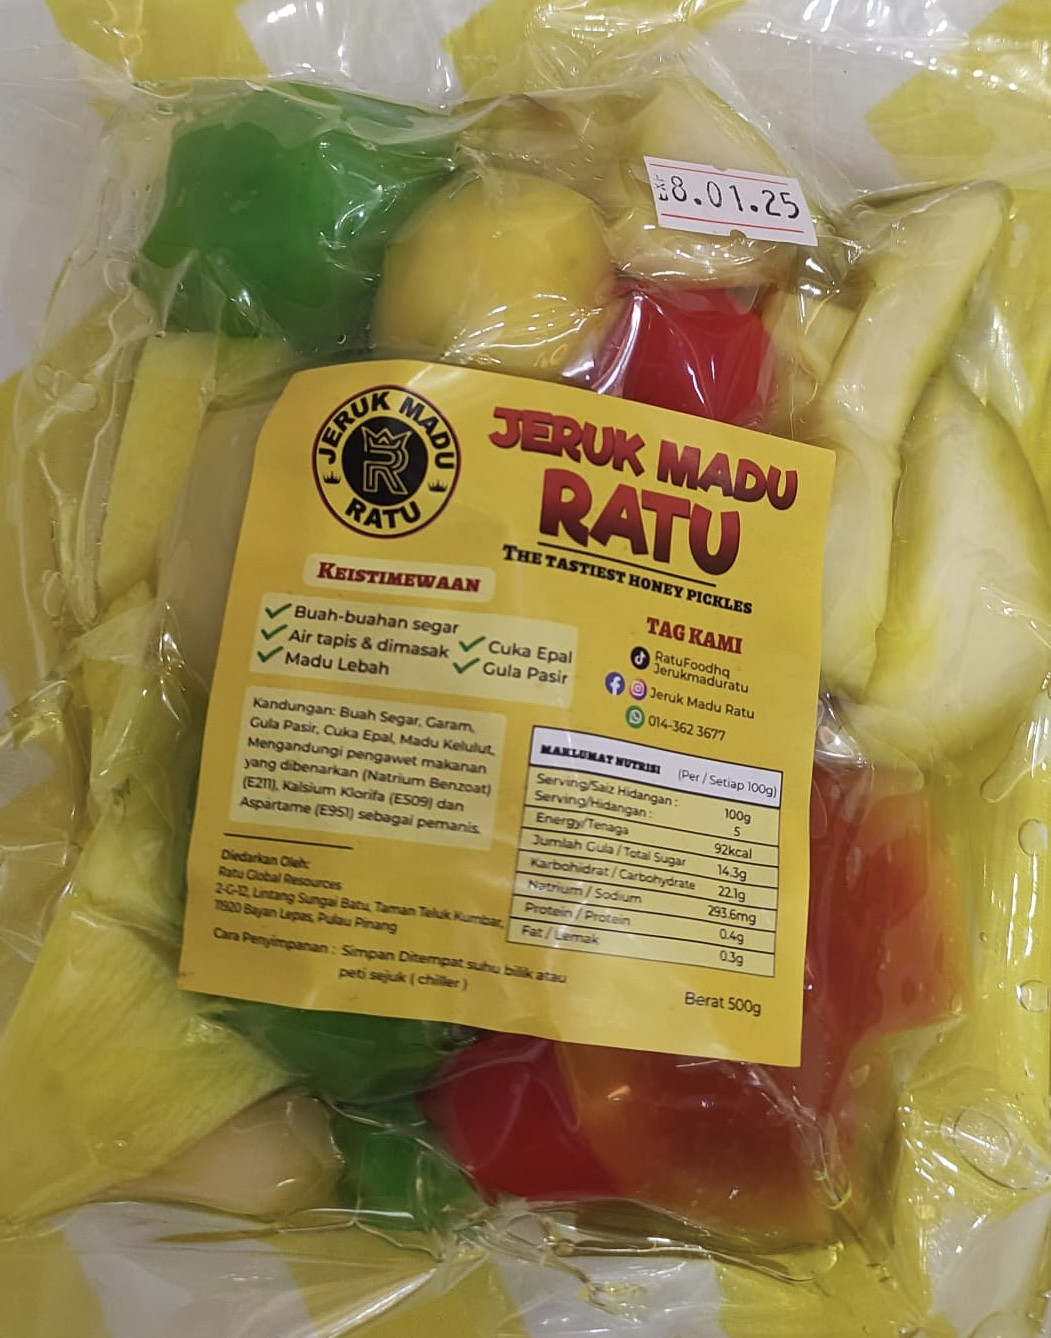 EXP
8.01.25
JERUK MADU
RATU
JERUK MADU
RATU
THE TASTIEST HONEY PICKLES
KEISTIMEWAAN
Buah-buahan segar
Air tapis & dimasak
Madu Lebah
Cuka Epal
Gula Pasir
TAG KAMI
RatuFoodhq
Jerukmaduratu
Jeruk Madu Ratu
014-362 3677
Kandungan: Buah Segar, Garam,
Gula Pasir, Cuka Epal, Madu Kelulut,
Mengandungi pengawet makanan
yang dibenarkan (Natrium Benzoat)
(E211), Kalsium Klorifa (E509) dan
Aspartame (E951) sebagai pemanis.
MAKLUMAT NUTRISI (Per / Setiap 100g)
Serving/Saiz Hidangan : 100g
Serving/Hidangan : 5
Energy/Tenaga 92kcal
Jumlah Gula / Total Sugar 14.3g
Karbohidrat / Carbohydrate 22.1g
Natrium / Sodium 293.6mg
Protein / Protein 0.4g
Fat / Lemak 0.3g
Diedarkan Oleh:
Ratu Global Resources
2-G-12, Lintang Sungai Batu, Taman Teluk Kumbar,
11920 Bayan Lepas, Pulau Pinang
Cara Penyimpanan : Simpan Ditempat suhu bilik atau
peti sejuk ( chiller )
Berat 500g